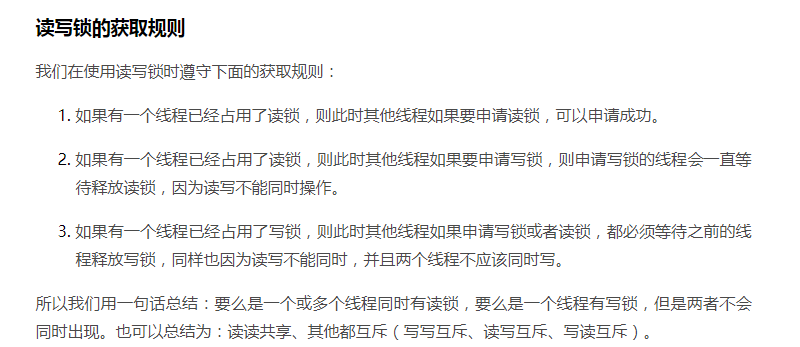 读写锁的获取规则
我们在使用读写锁时遵守下面的获取规则：
1. 如果有一个线程已经占用了读锁，则此时其他线程如果要申请读锁，可以申请成功。
2. 如果有一个线程已经占用了读锁，则此时其他线程如果要申请写锁，则申请写锁的线程会一直等
待释放读锁，因为读写不能同时操作。
3. 如果有一个线程已经占用了写锁，则此时其他线程如果申请写锁或者读锁，都必须等待之前的线
程释放写锁，同样也因为读写不能同时，并且两个线程不应该同时写。
所以我们用一句话总结：要么是一个或多个线程同时有读锁，要么是一个线程有写锁，但是两者不会
同时出现。也可以总结为：读读共享、其他都互斥（写写互斥、读写互斥、写读互斥）。